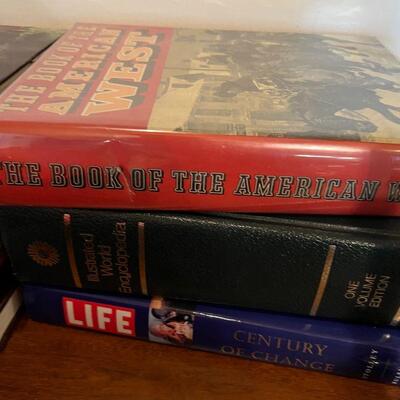 THE BOOK OF THE
AMERICAN
WEST
THE BOOK OF THE AMERICAN W
Illustrated
World
Encyclopedia
ONE
VOLUME
EDITION
LIFE
CENTURY
OF CHANGE